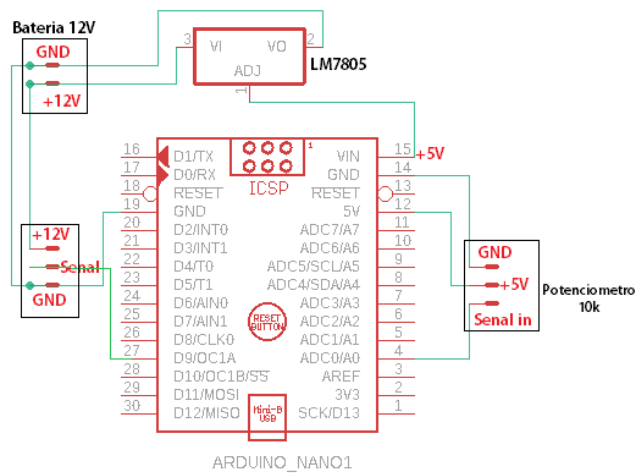 Bateria 12V
GND
+12V
3 VI VO 2
ADJ
1
LM7805
16 D1/TX
17 D0/RX
18 RESET
19 GND
20 D2/INT0
21 D3/INT1
22 D4/T0
23 D5/T1
24 D6/AIN0
25 D7/AIN1
26 D8/CLK0
27 D9/OC1A
28 D10/OC1B/SS
29 D11/MOSI
30 D12/MISO
1
ICSP
RESET
BUTTON
Mini-B
USB
VIN 15 +5V
GND 14
RESET 13
5V 12
ADC7/A7 11
ADC6/A6 10
ADC5/SCL/A5 9
ADC4/SDA/A4 8
ADC3/A3 7
ADC2/A2 6
ADC1/A1 5
ADC0/A0 4
AREF 3
3V3 2
SCK/D13 1
+12V
Senal
GND
GND
+5V
Senal in
Potenciometro
10k
ARDUINO_NANO1